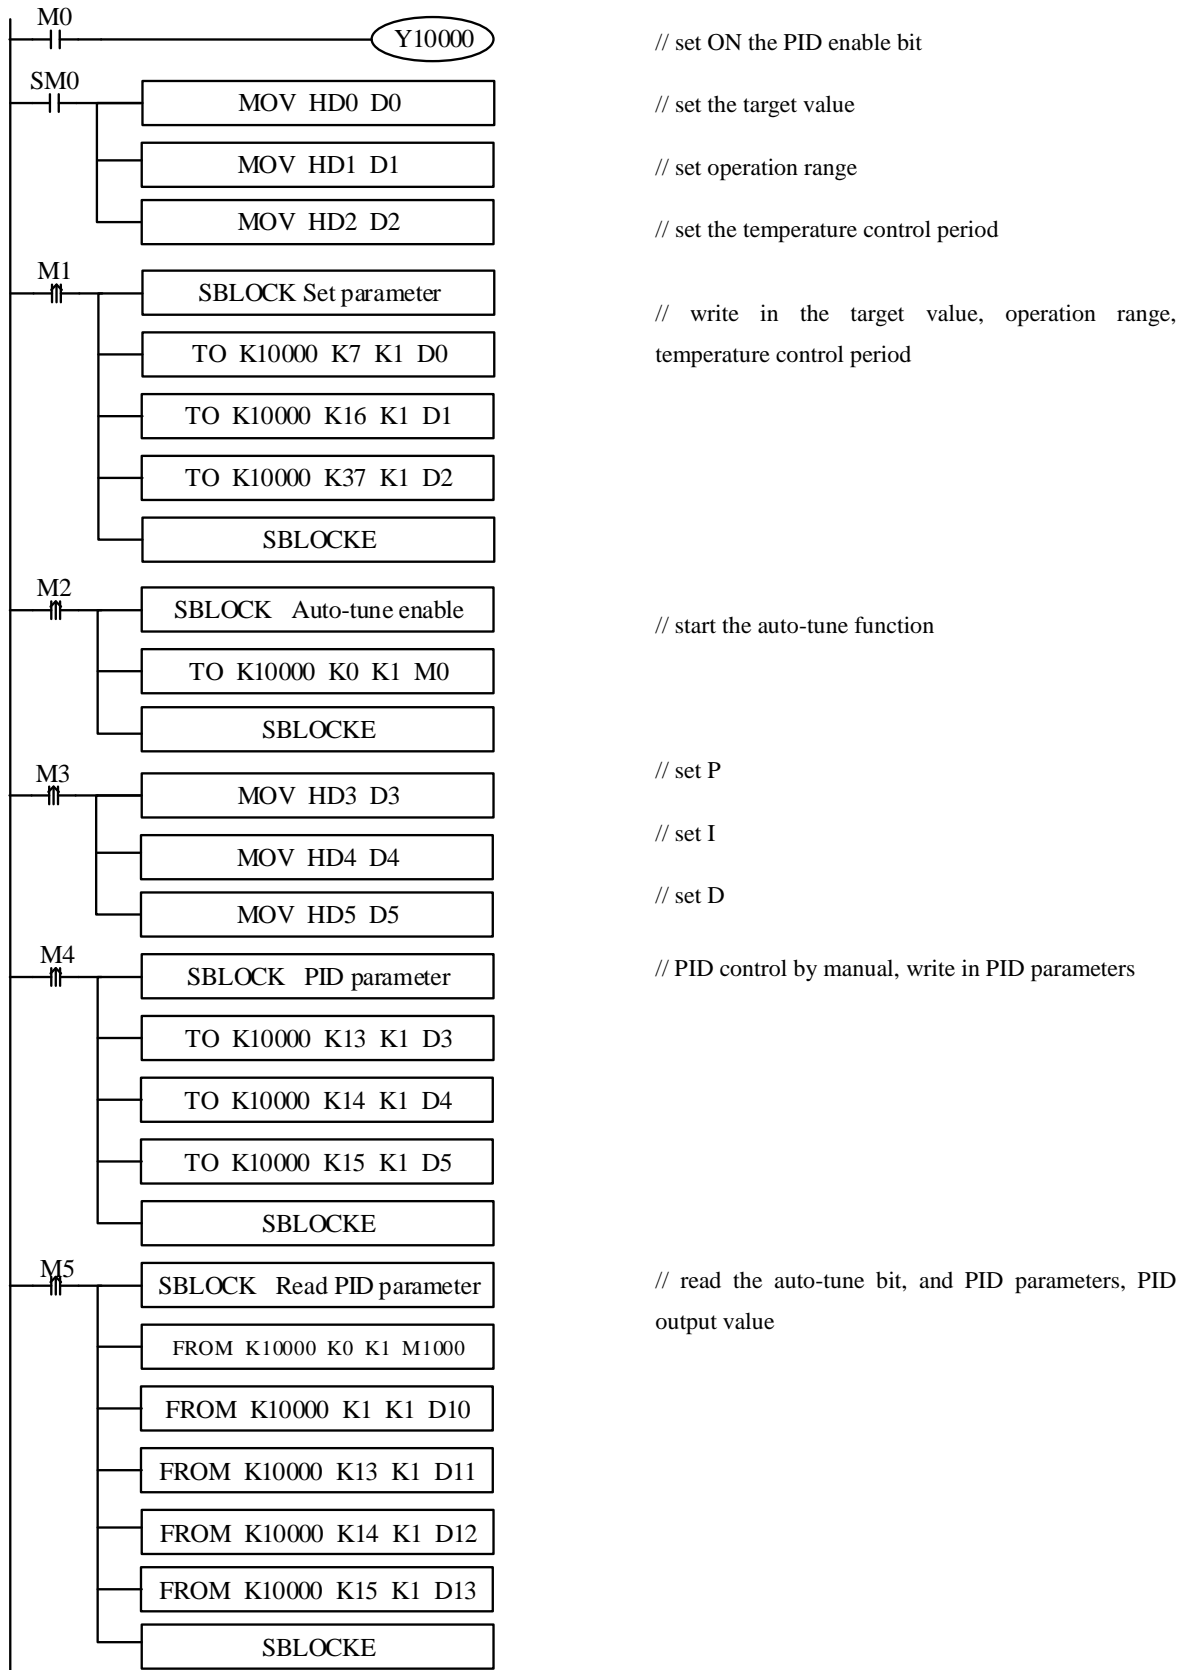 M0
Y10000
// set ON the PID enable bit
SM0
MOV HD0 D0
// set the target value
MOV HD1 D1
// set operation range
MOV HD2 D2
// set the temperature control period
M1
SBLOCK Set parameter
// write in the target value, operation range,
temperature control period
TO K10000 K7 K1 D0
TO K10000 K16 K1 D1
TO K10000 K37 K1 D2
SBLOCKE
M2
SBLOCK Auto-tune enable
// start the auto-tune function
TO K10000 K0 K1 M0
SBLOCKE
M3
// set P
MOV HD3 D3
// set I
MOV HD4 D4
// set D
MOV HD5 D5
M4
SBLOCK PID parameter
// PID control by manual, write in PID parameters
TO K10000 K13 K1 D3
TO K10000 K14 K1 D4
TO K10000 K15 K1 D5
SBLOCKE
M5
SBLOCK Read PID parameter
// read the auto-tune bit, and PID parameters, PID
output value
FROM K10000 K0 K1 M1000
FROM K10000 K1 K1 D10
FROM K10000 K13 K1 D11
FROM K10000 K14 K1 D12
FROM K10000 K15 K1 D13
SBLOCKE